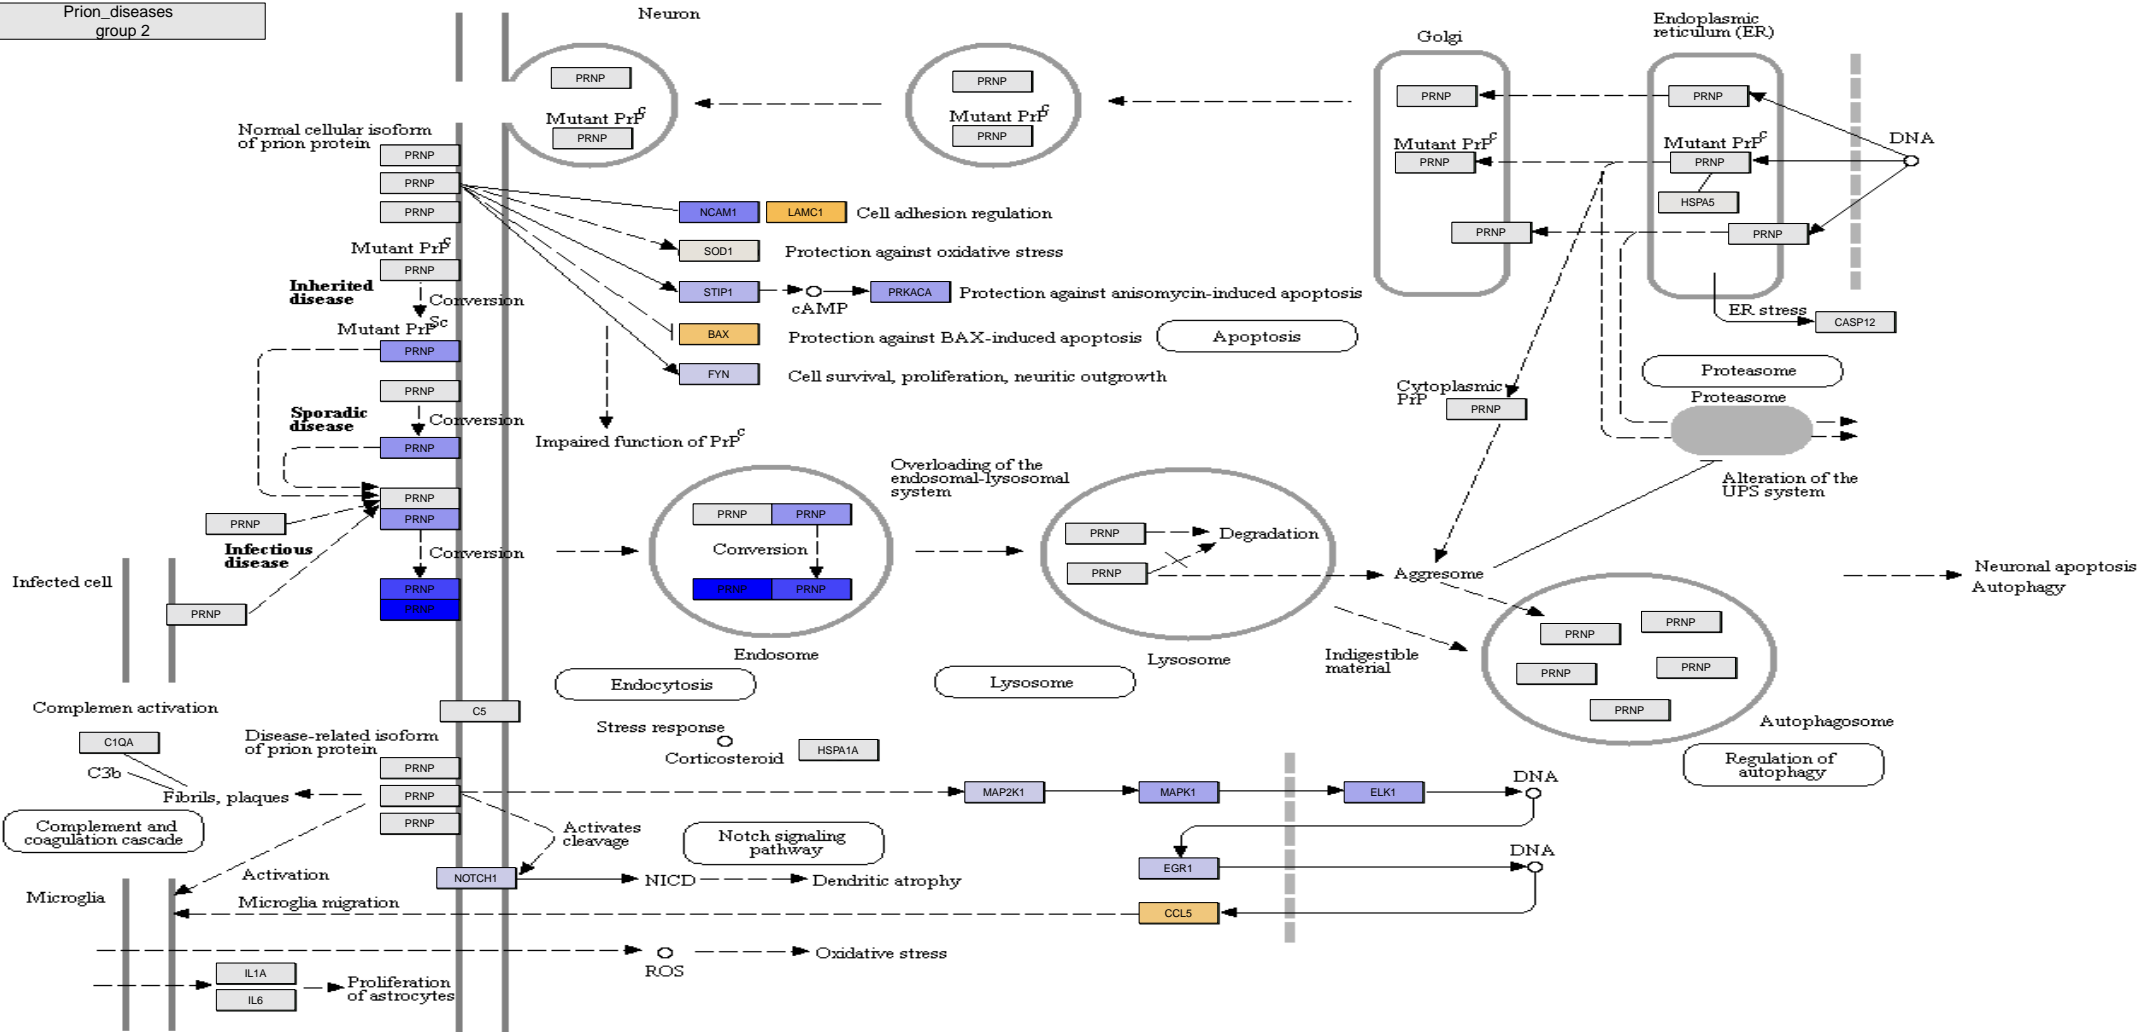 Prion_diseases
group 2
Neuron
Golgi
Endoplasmic
reticulum (ER)
PRNP
Mutant PrP c
PRNP
PRNP
Mutant PrP c
PRNP
PRNP
Mutant PrP c
PRNP
PRNP
PRNP
Mutant PrP c
PRNP
HSPA5
PRNP
DNA
Normal cellular isoform
of prion protein
PRNP
PRNP
PRNP
NCAM1
LAMC1
Cell adhesion regulation
SOD1
Protection against oxidative stress
STIP1
cAMP
PRKACA
Protection against anisomycin-induced apoptosis
BAX
Protection against BAX-induced apoptosis
Apoptosis
FYN
Cell survival, proliferation, neuritic outgrowth
ER stress
CASP12
Mutant PrP c
PRNP
Inherited
disease
Conversion
Mutant PrP Sc
PRNP
PRNP
Sporadic
disease
Conversion
PRNP
Impaired function of PrP c
Cytoplasmic
PrP
PRNP
Proteasome
Proteasome
Alteration of the
UPS system
PRNP
PRNP
PRNP
Infectious
disease
Conversion
PRNP
PRNP
Infected cell
PRNP
PRNP
PRNP
Conversion
PRNP
PRNP
Endosome
Endocytosis
Overloading of the
endosomal-lysosomal
system
PRNP
PRNP
Degradation
Lysosome
Lysosome
Aggresome
Indigestible
material
PRNP
PRNP
PRNP
PRNP
PRNP
Autophagosome
Regulation of
autophagy
Neuronal apoptosis
Autophagy
Complemen activation
C5
C1QA
C3b
Fibrils, plaques
Complement and
coagulation cascade
Disease-related isoform
of prion protein
PRNP
PRNP
PRNP
Stress response
Corticosteroid
HSPA1A
MAP2K1
MAPK1
ELK1
DNA
Activates
cleavage
Notch signaling
pathway
EGR1
DNA
NOTCH1
NICD
Dendritic atrophy
CCL5
Activation
Microglia
Microglia migration
ROS
Oxidative stress
IL1A
IL6
Proliferation
of astrocytes